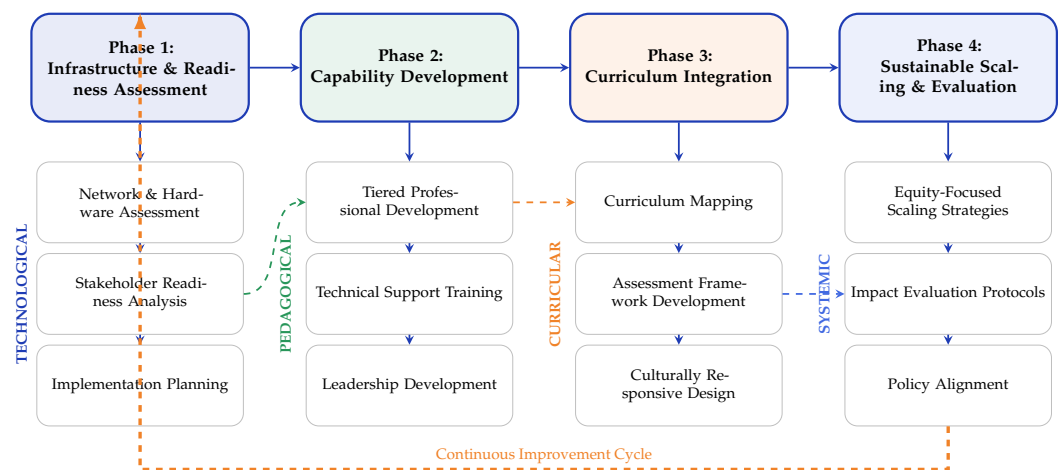 Phase 1:
Infrastructure & Readi-
ness Assessment
Phase 2:
Capability Development
Phase 3:
Curriculum Integration
Phase 4:
Sustainable Scal-
ing & Evaluation
TECHNOLOGICAL
Network & Hard-
ware Assessment
Stakeholder Readi-
ness Analysis
Implementation Planning
PEDAGOGICAL
Tiered Profes-
sional Development
Technical Support Training
Leadership Development
CURRICULAR
Curriculum Mapping
Assessment Frame-
work Development
Culturally Re-
sponsive Design
SYSTEMIC
Equity-Focused
Scaling Strategies
Impact Evaluation Protocols
Policy Alignment
Continuous Improvement Cycle